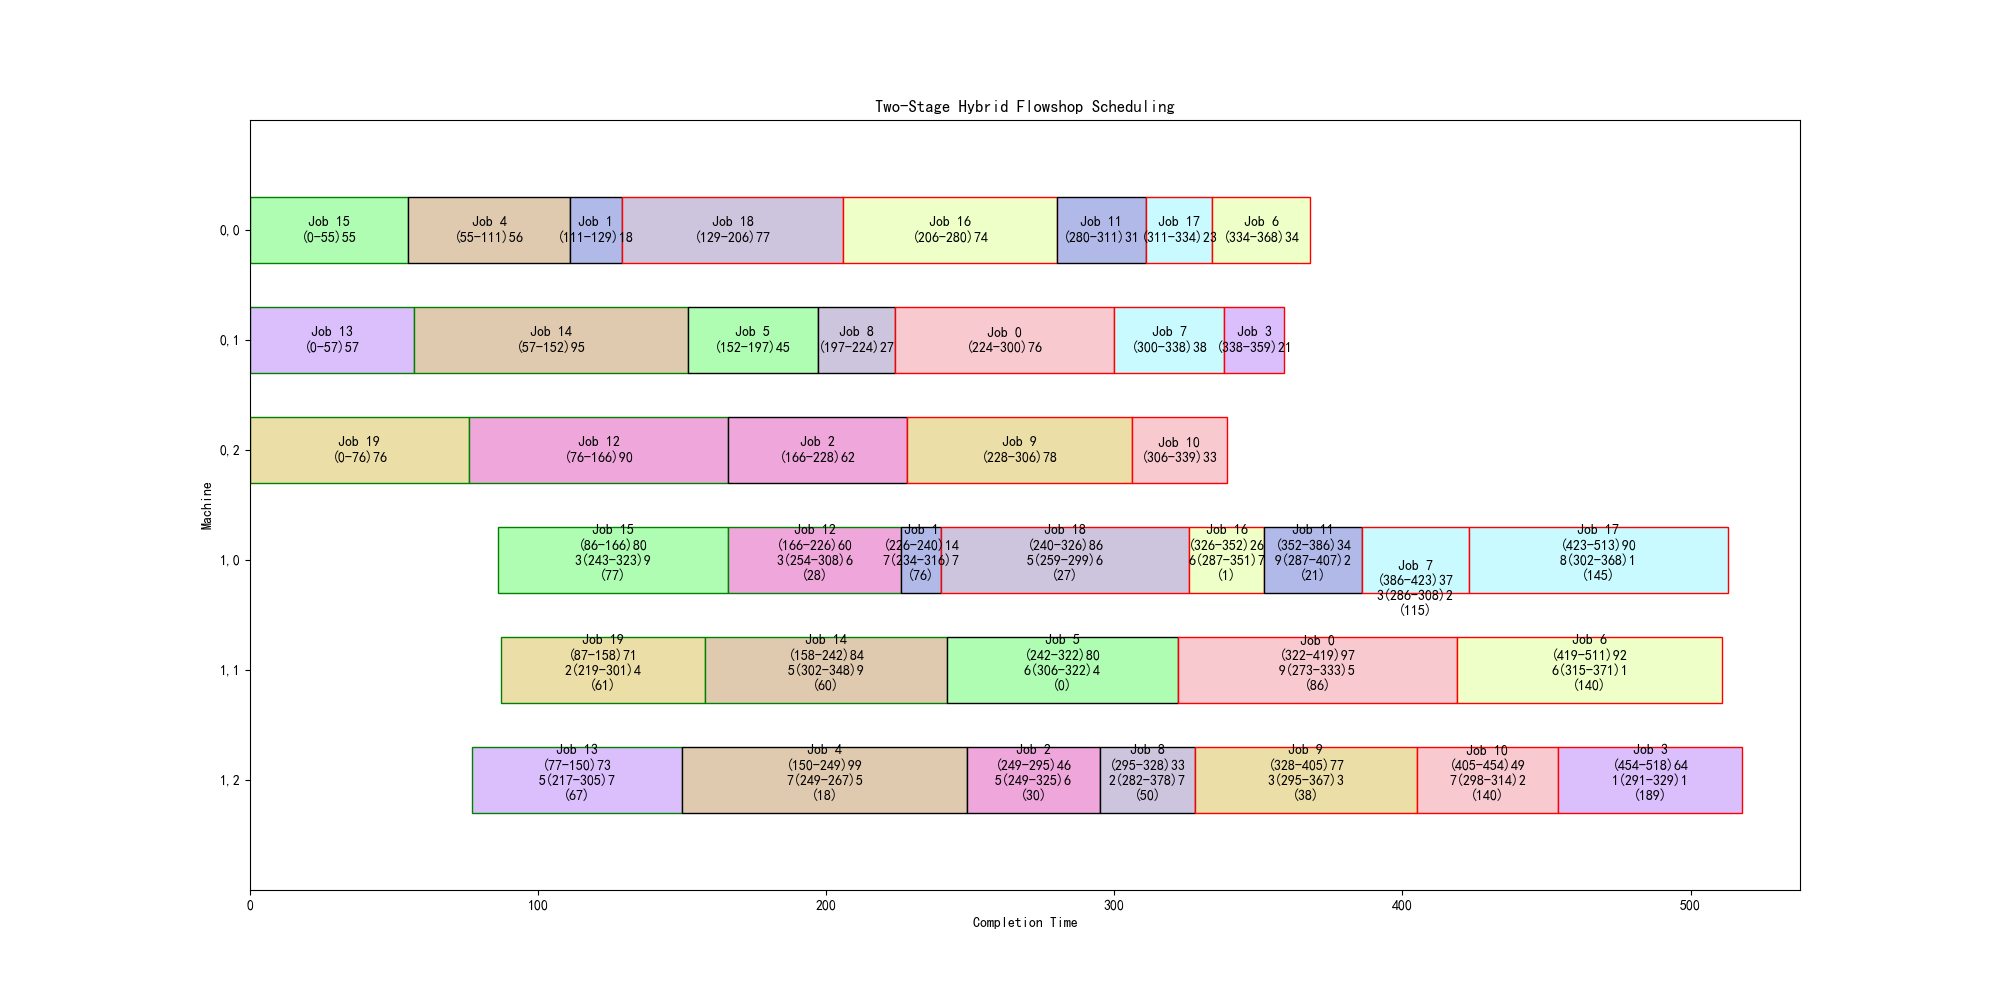 Two-Stage Hybrid Flowshop Scheduling
0,0
Job 15
(0-55)55
Job 4
(55-111)56
Job 1
(111-129)18
Job 18
(129-206)77
Job 16
(206-280)74
Job 11
(280-311)31
Job 17
(311-334)23
Job 6
(334-368)34
0,1
Job 13
(0-57)57
Job 14
(57-152)95
Job 5
(152-197)45
Job 8
(197-224)27
Job 0
(224-300)76
Job 7
(300-338)38
Job 3
(338-359)21
0,2
Job 19
(0-76)76
Job 12
(76-166)90
Job 2
(166-228)62
Job 9
(228-306)78
Job 10
(306-339)33
Machine
1,0
Job 15
(86-166)80
3(243-323)9
(77)
Job 12
(166-226)60
3(254-308)6
(28)
Job 1
(226-240)14
7(234-316)7
(76)
Job 18
(240-326)86
5(259-299)6
(27)
Job 16
(326-352)26
6(287-351)7
(1)
Job 11
(352-386)34
9(287-407)2
(21)
Job 7
(386-423)37
3(286-308)2
(115)
Job 17
(423-513)90
8(302-368)1
(145)
1,1
Job 19
(87-158)71
2(219-301)4
(61)
Job 14
(158-242)84
5(302-348)9
(60)
Job 5
(242-322)80
6(306-322)4
(0)
Job 0
(322-419)97
9(273-333)5
(86)
Job 6
(419-511)92
6(315-371)1
(140)
1,2
Job 13
(77-150)73
5(217-305)7
(67)
Job 4
(150-249)99
7(249-267)5
(18)
Job 2
(249-295)46
5(249-325)6
(30)
Job 8
(295-328)33
2(282-378)7
(50)
Job 9
(328-405)77
3(295-367)3
(38)
Job 10
(405-454)49
7(298-314)2
(140)
Job 3
(454-518)64
1(291-329)1
(189)
0
100
200
300
400
500
Completion Time